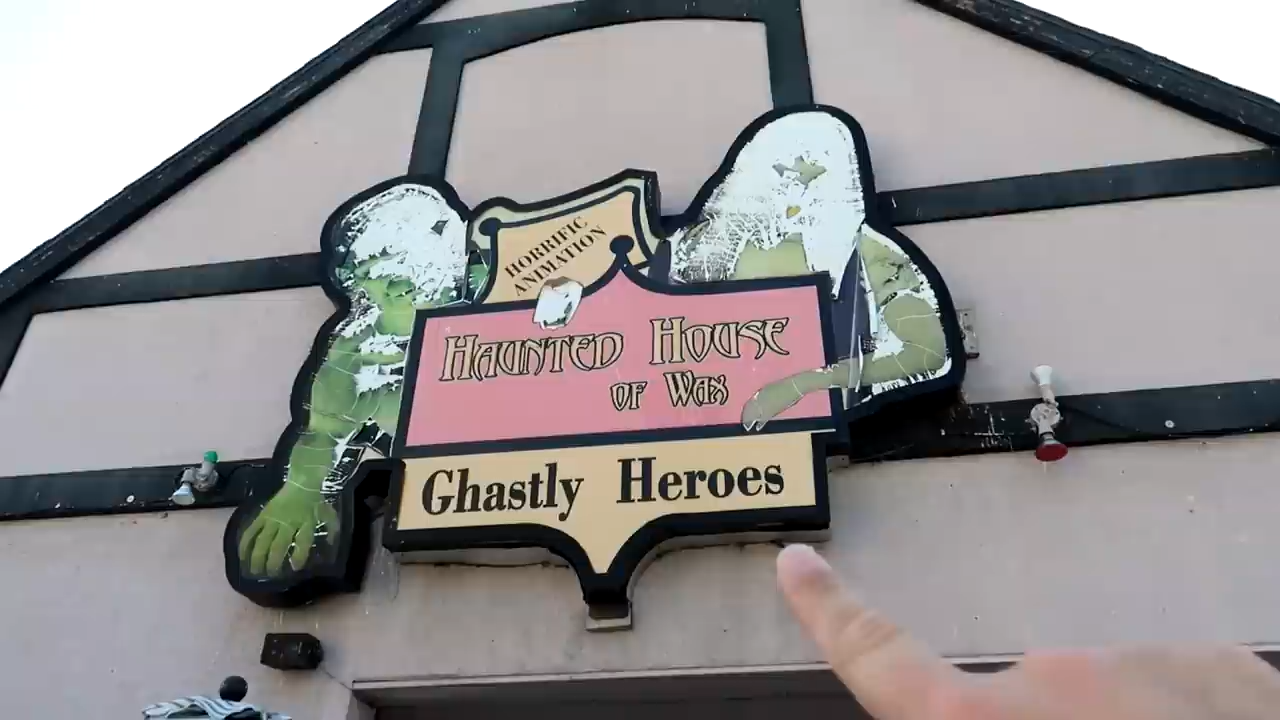 HORRIFIC
ANIMATION
HAUNTED HOUSE
OF WAX
Ghastly Heroes